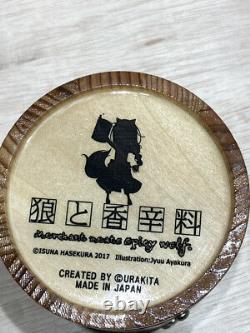 狼と香辛料
merchant meets spicy wolf.
©ISUNA HASEKURA 2017 Illustration:Jyuu Ayakura
CREATED BY ©URAKITA
MADE IN JAPAN